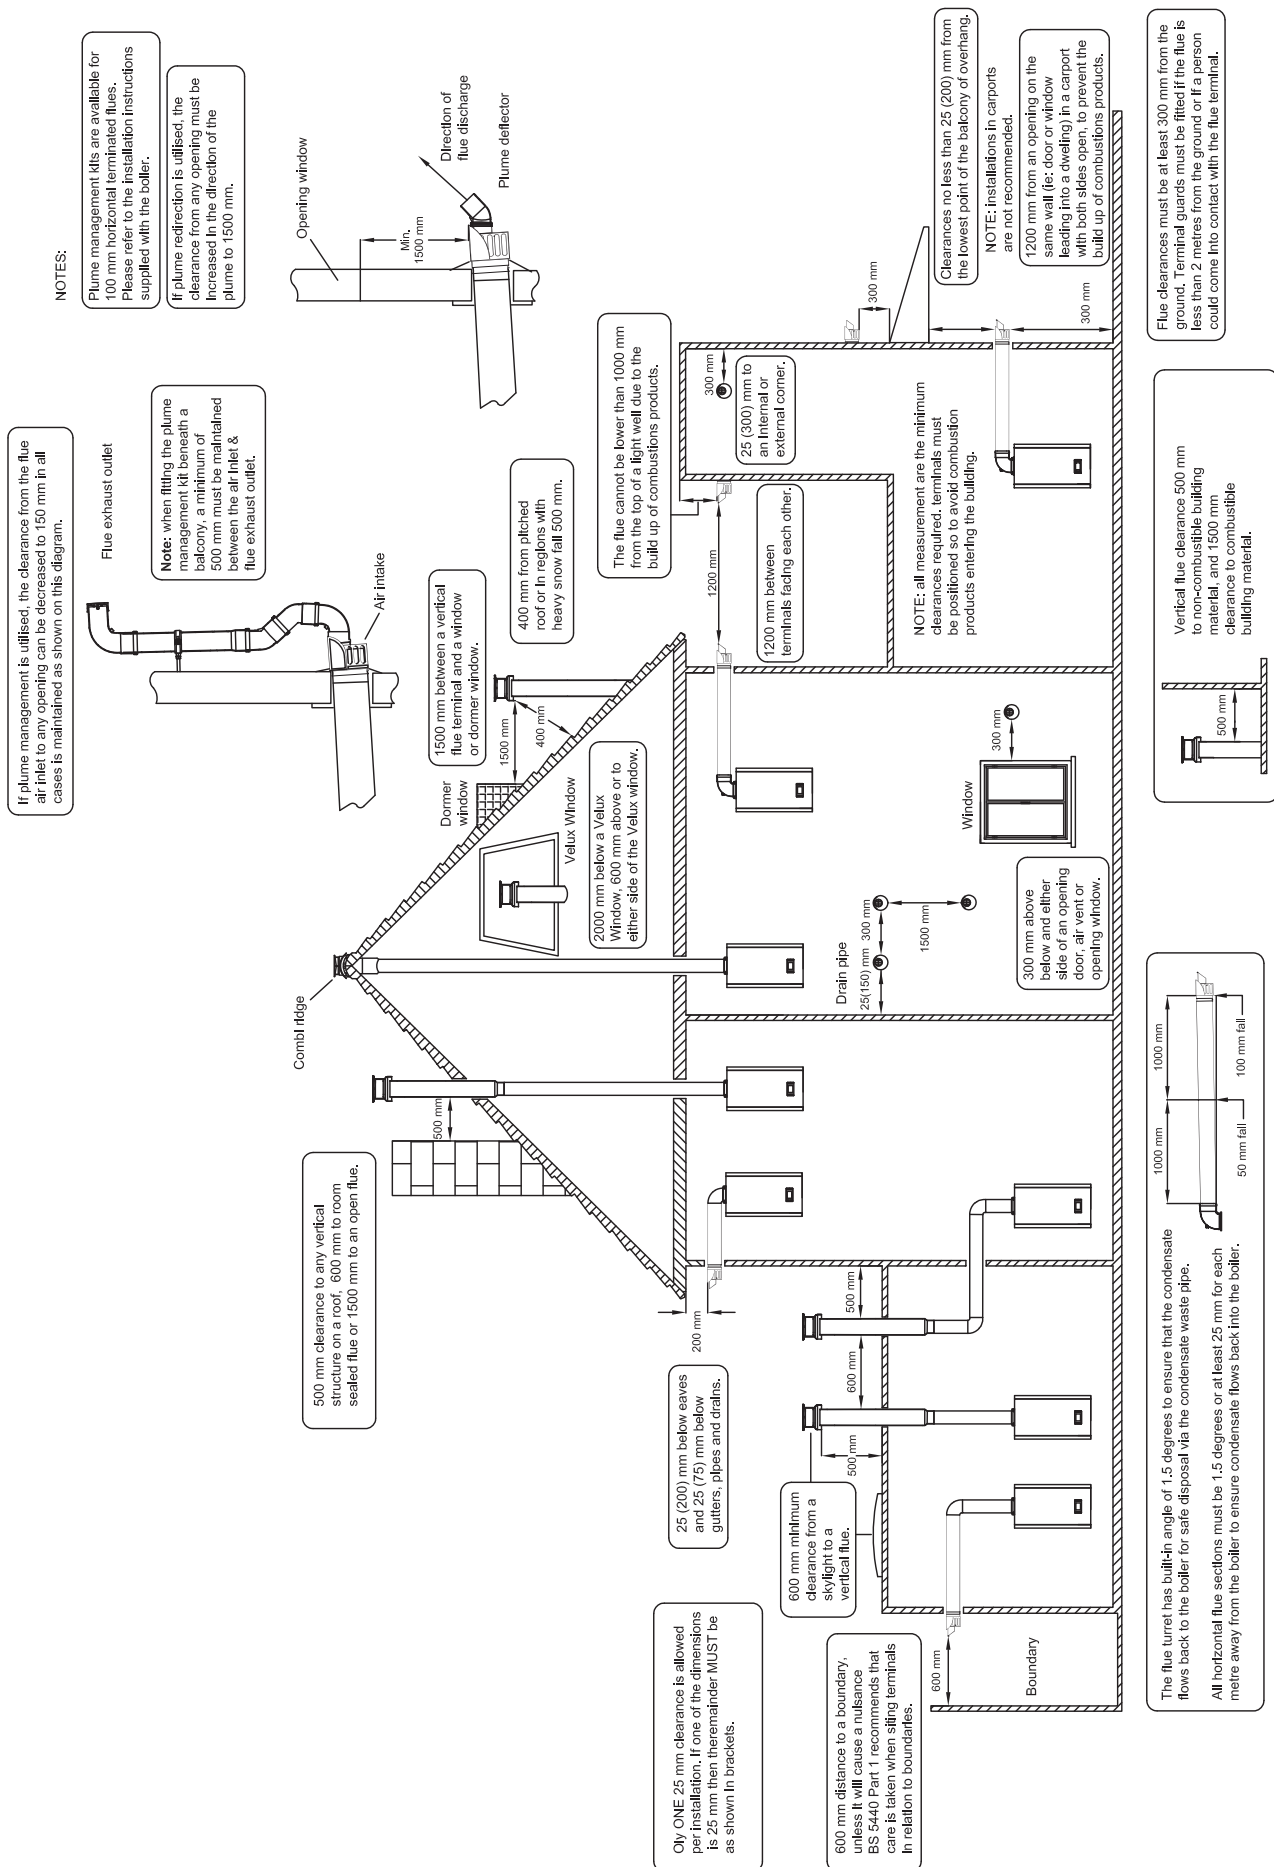 NOTES:
Plume management kits are available for
100 mm horizontal terminated flues.
Please refer to the installation instructions
supplied with the boiler.
If plume redirection is utilised, the
clearance from any opening must be
increased in the direction of the
plume to 1500 mm.
Opening window
Min.
1500 mm
Direction of
flue discharge
Plume deflector
If plume management is utilised, the clearance from the flue
air inlet to any opening can be decreased to 150 mm in all
cases is maintained as shown on this diagram.
Flue exhaust outlet
Note: when fitting the plume
management kit beneath a
balcony, a minimum of
500 mm must be maintained
between the air inlet &
flue exhaust outlet.
Air intake
1500 mm between a vertical
flue terminal and a window
or dormer window.
400 mm from pitched
roof or in regions with
heavy snow fall 500 mm.
Dormer
window
1500 mm
400 mm
Velux Window
2000 mm below a Velux
Window, 600 mm above or to
either side of the Velux window.
Combi ridge
500 mm clearance to any vertical
structure on a roof, 600 mm to room
sealed flue or 1500 mm to an open flue.
500 mm
The flue cannot be lower than 1000 mm
from the top of a light well due to the
build up of combustions products.
1200 mm
1200 mm between
terminals facing each other.
300 mm
25 (300) mm to
an internal or
external corner.
300 mm
Clearances no less than 25 (200) mm from
the lowest point of the balcony of overhang.
NOTE: installations in carports
are not recommended.
1200 mm from an opening on the
same wall (ie: door or window
leading into a dweling) in a carport
with both sides open, to prevent the
build up of combustions products.
300 mm
NOTE: all measurement are the minimum
clearances required. terminals must
be positioned so to avoid combustion
products entering the building.
Oly ONE 25 mm clearance is allowed
per installation. If one of the dimensions
is 25 mm then theremainder MUST be
as shown in brackets.
200 mm
25 (200) mm below eaves
and 25 (75) mm below
gutters, pipes and drains.
600 mm minimum
clearance from a
skylight to a
vertical flue.
500 mm
600 mm
500 mm
600 mm distance to a boundary,
unless it will cause a nuisance
BS 5440 Part 1 recommends that
care is taken when siting terminals
in relation to boundaries.
600 mm
Boundary
Drain pipe
25(150) mm
300 mm
1500 mm
Window
300 mm
300 mm above
below and either
side of an opening
door, air vent or
opening window.
The flue turret has built-in angle of 1.5 degrees to ensure that the condensate
flows back to the boiler for safe disposal via the condensate waste pipe.
All horizontal flue sections must be 1.5 degrees or at least 25 mm for each
metre away from the boiler to ensure condensate flows back into the boiler.
1000 mm
1000 mm
50 mm fall
100 mm fall
500 mm
Vertical flue clearance 500 mm
to non-combustible building
material, and 1500 mm
clearance to combustible
building material.
Flue clearances must be at least 300 mm from the
ground. Terminal guards must be fitted if the flue is
less than 2 metres from the ground or if a person
could come into contact with the flue terminal.